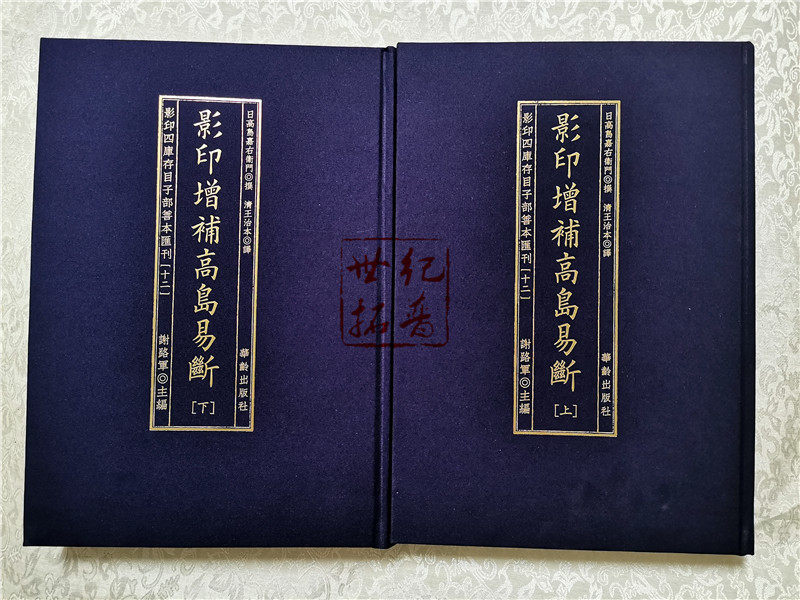 日高島嘉右衛門◎撰 清王治本◎譯
影印增補高島易斷
[上]
影印四庫存目子部善本匯刊[十二]
謝路軍◎主編
華齡出版社
日高島嘉右衛門◎撰 清王治本◎譯
影印增補高島易斷
[下]
影印四庫存目子部善本匯刊[十二]
謝路軍◎主編
華齡出版社
世紀
拓善